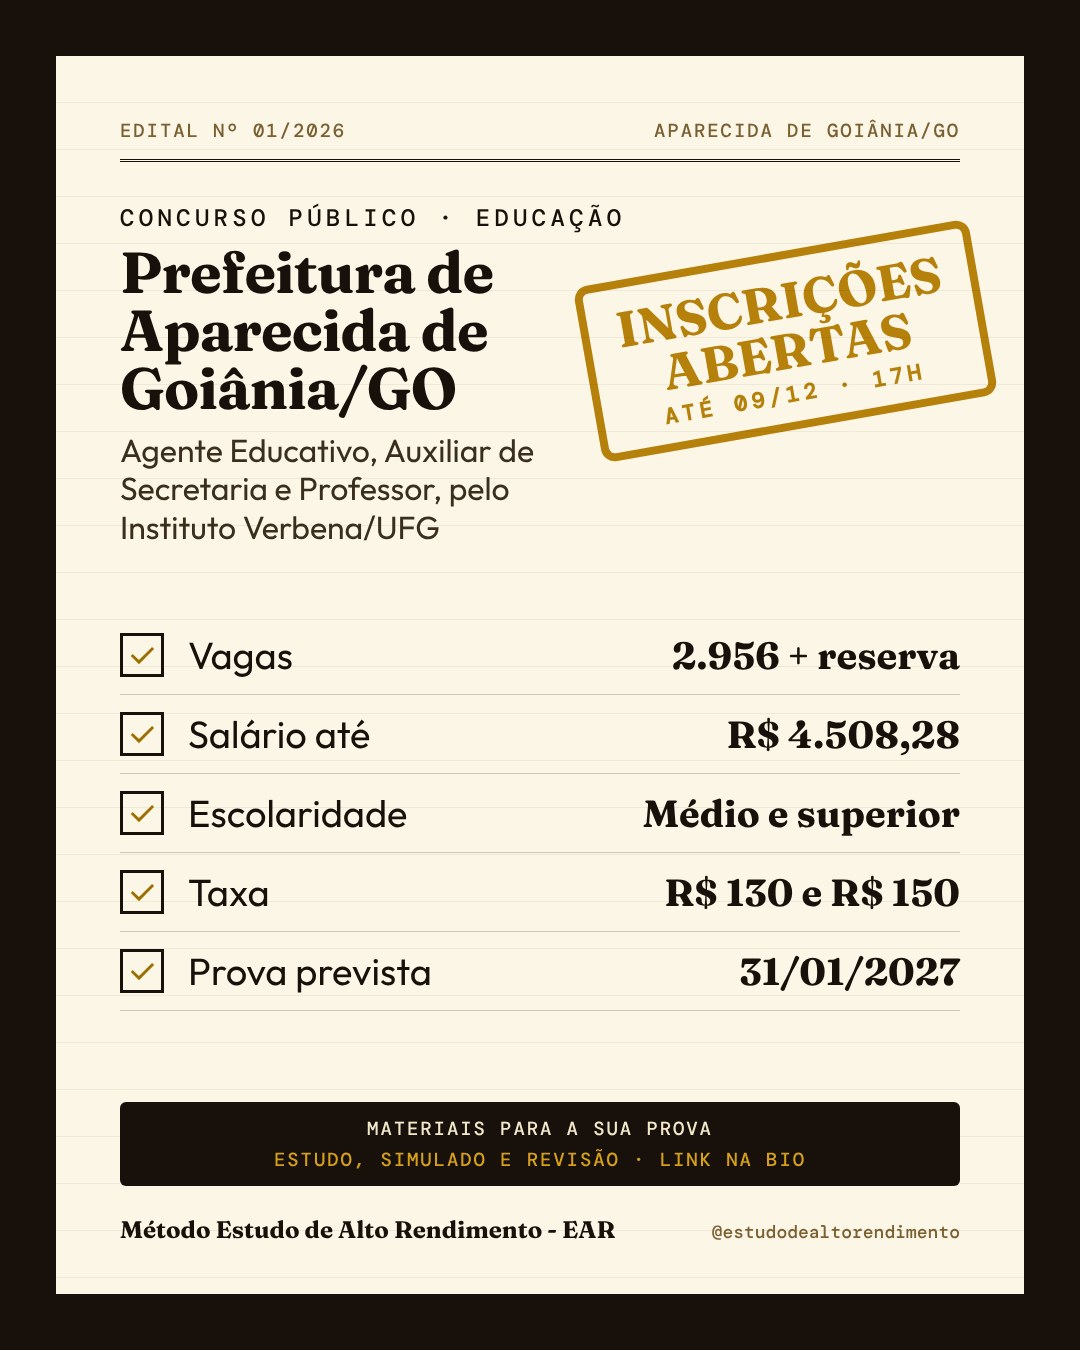 EDITAL Nº 01/2026
APARECIDA DE GOIÂNIA/GO
CONCURSO PÚBLICO · EDUCAÇÃO
Prefeitura de
Aparecida de
Goiânia/GO
INSCRIÇÕES
ABERTAS
ATÉ 09/12 · 17H
Agente Educativo, Auxiliar de
Secretaria e Professor, pelo
Instituto Verbena/UFG
Vagas 2.956 + reserva
Salário até R$ 4.508,28
Escolaridade Médio e superior
Taxa R$ 130 e R$ 150
Prova prevista 31/01/2027
MATERIAIS PARA A SUA PROVA
ESTUDO, SIMULADO E REVISÃO · LINK NA BIO
Método Estudo de Alto Rendimento - EAR
@estudodealtorendimento